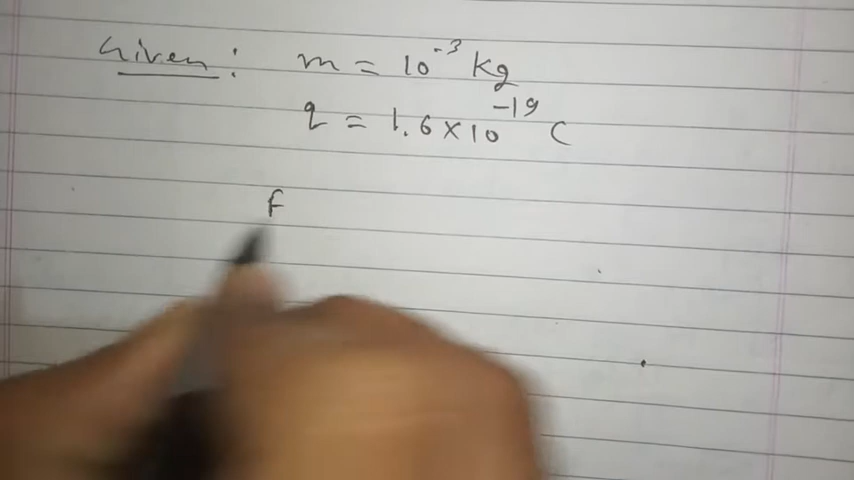 Given: m = 10⁻³ Kg
q = 1.6 × 10⁻¹⁹ C
F